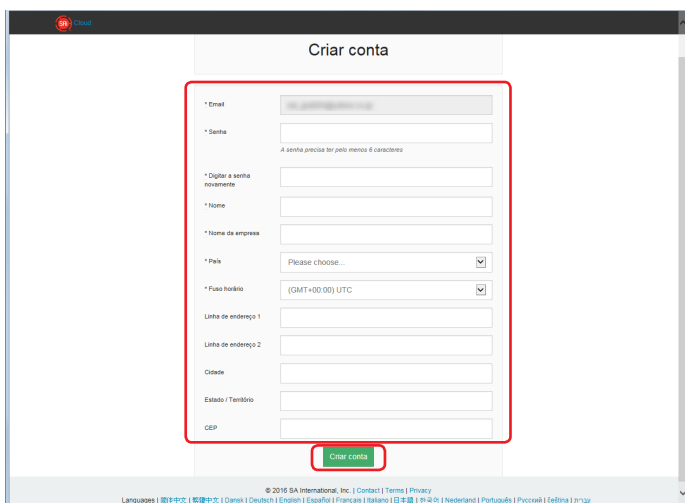 SAi Cloud
Criar conta
* Email
* Senha
A senha precisa ter pelo menos 6 caracteres
* Digitar a senha
novamente
* Nome
* Nome da empresa
* País Please choose...
* Fuso horário (GMT+00:00) UTC
Linha de endereço 1
Linha de endereço 2
Cidade
Estado / Território
CEP
Criar conta
© 2016 SA International, Inc. | Contact | Terms | Privacy
Languages | 简体中文 | 繁體中文 | Dansk | Deutsch | English | Español | Français | Italiano | 日本語 | 한국어 | Nederland | Português | Русский | čeština | עברית